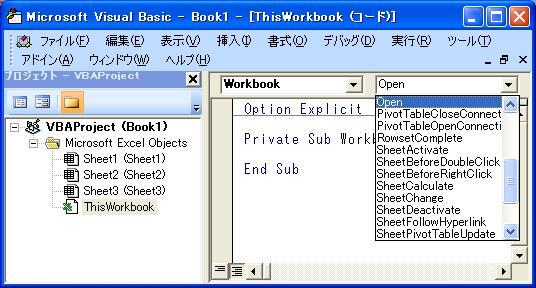 Microsoft Visual Basic - Book1 - [ThisWorkbook (コード)]
ファイル(F) 編集(E) 表示(V) 挿入(I) 書式(O) デバッグ(D) 実行(R) ツール(T)
アドイン(A) ウィンドウ(W) ヘルプ(H)
プロジェクト - VBAProject
VBAProject (Book1)
Microsoft Excel Objects
Sheet1 (Sheet1)
Sheet2 (Sheet2)
Sheet3 (Sheet3)
ThisWorkbook
Workbook Open
Option Explicit
Private Sub
End Sub
Open
PivotTableCloseConnecti
PivotTableOpenConnecti
RowsetComplete
SheetActivate
SheetBeforeDoubleClick
SheetBeforeRightClick
SheetCalculate
SheetChange
SheetDeactivate
SheetFollowHyperlink
SheetPivotTableUpdate